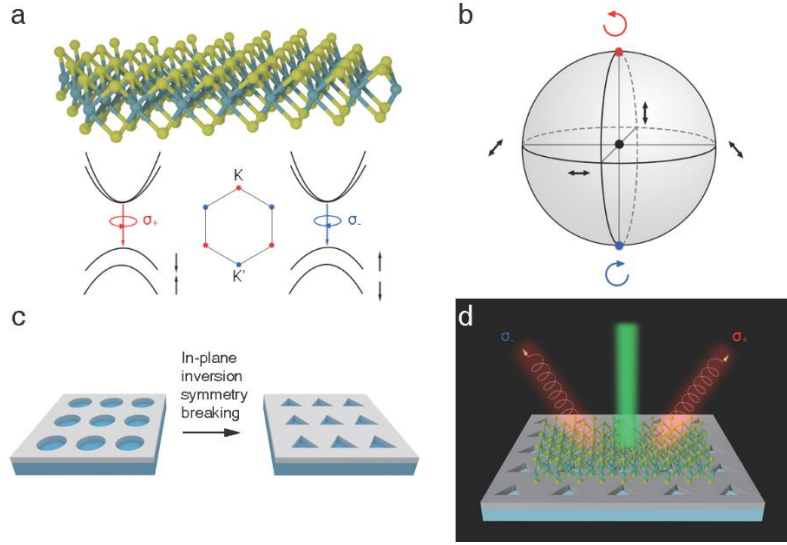 a
b
K
σ₊
σ₋
K'
c
In-plane
inversion
symmetry
breaking
d
σ₋
σ₊